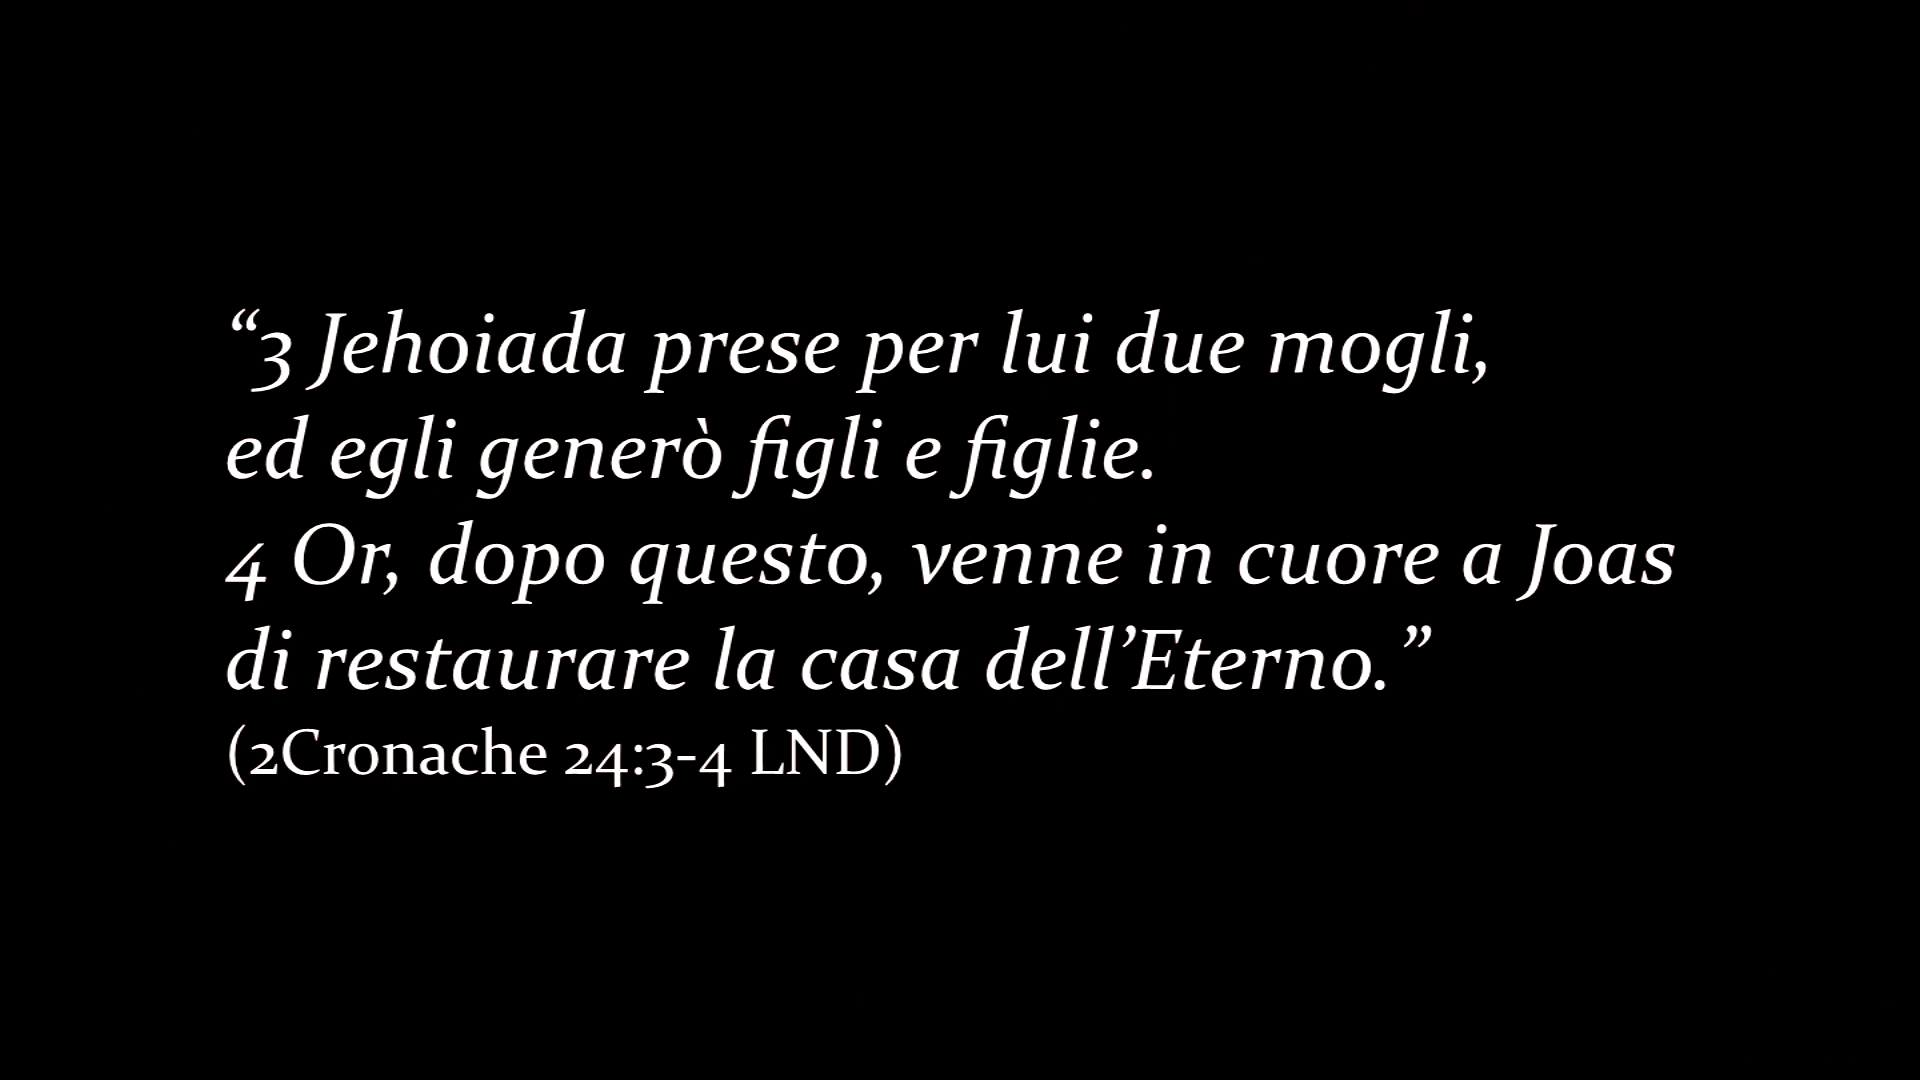 “3 Jehoiada prese per lui due mogli,
ed egli generò figli e figlie.
4 Or, dopo questo, venne in cuore a Joas
di restaurare la casa dell’Eterno.”
(2Cronache 24:3-4 LND)